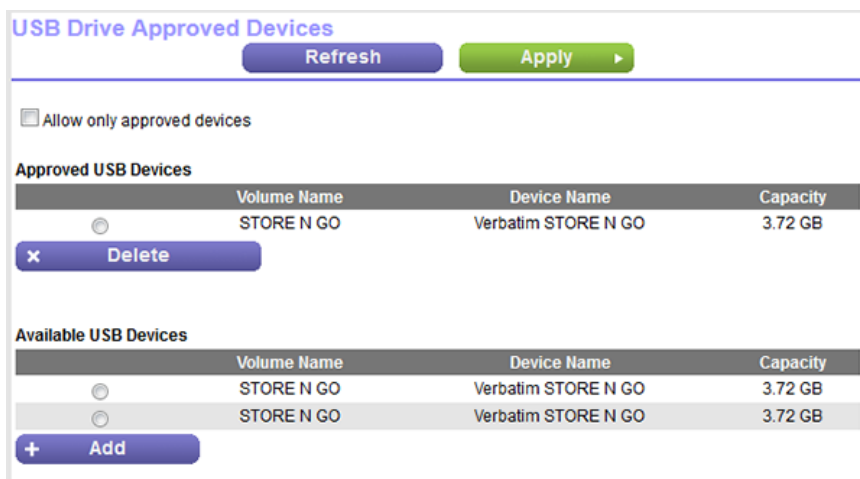 USB Drive Approved Devices
Refresh Apply
Allow only approved devices
Approved USB Devices
Volume Name Device Name Capacity
STORE N GO Verbatim STORE N GO 3.72 GB
Delete
Available USB Devices
Volume Name Device Name Capacity
STORE N GO Verbatim STORE N GO 3.72 GB
STORE N GO Verbatim STORE N GO 3.72 GB
Add